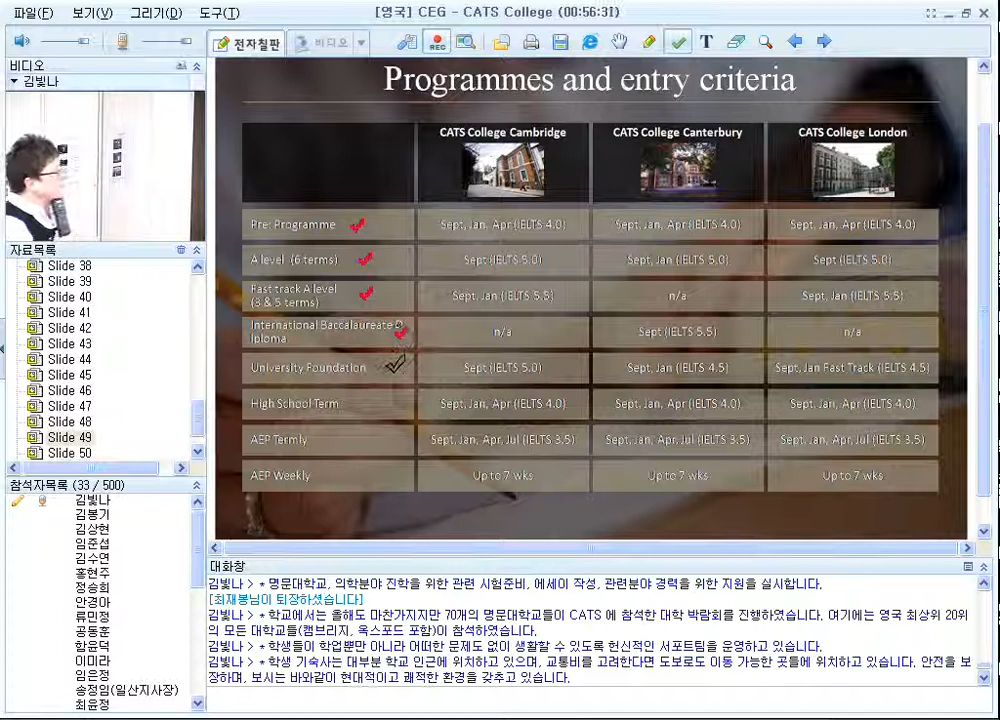 파일(F) 보기(V) 그리기(D) 도구(T)
[영국] CEG - CATS College (00:56:31)
전자칠판
비디오
REC
T
비디오
김빛나
자료목록
Slide 38
Slide 39
Slide 40
Slide 41
Slide 42
Slide 43
Slide 44
Slide 45
Slide 46
Slide 47
Slide 48
Slide 49
Slide 50
참석자목록 (33 / 500)
김빛나
김봉기
김상현
임준섭
김수연
홍현주
정승희
안경아
류민정
공동훈
함윤덕
이미라
임은정
송정임(일산지사장)
최윤정
Programmes and entry criteria
CATS College Cambridge CATS College Canterbury CATS College London
Pre- Programme Sept, Jan, Apr (IELTS 4.0) Sept, Jan, Apr (IELTS 4.0) Sept, Jan, Apr (IELTS 4.0)
A level (6 terms) Sept (IELTS 5.0) Sept, Jan (IELTS 5.0) Sept (IELTS 5.0)
Fast track A level
(3 & 5 terms) Sept, Jan (IELTS 5.5) n/a Sept, Jan (IELTS 5.5)
International Baccalaureate D
iploma n/a Sept (IELTS 5.5) n/a
University Foundation Sept (IELTS 5.0) Sept, Jan (IELTS 4.5) Sept, Jan Fast Track (IELTS 4.5)
High School Term Sept, Jan, Apr (IELTS 4.0) Sept, Jan, Apr (IELTS 4.0) Sept, Jan, Apr (IELTS 4.0)
AEP Termly Sept, Jan, Apr, Jul (IELTS 3.5) Sept, Jan, Apr, Jul (IELTS 3.5) Sept, Jan, Apr, Jul (IELTS 3.5)
AEP Weekly Up to 7 wks Up to 7 wks Up to 7 wks
대화창
김빛나 > * 명문대학교, 의학분야 진학을 위한 관련 시험준비, 에세이 작성, 관련분야 경력을 위한 지원을 실시합니다.
[최재봉님이 퇴장하셨습니다]
김빛나 > * 학교에서는 올해도 마찬가지지만 70개의 명문대학교들이 CATS 에 참석한 대학 박람회를 진행하였습니다. 여기에는 영국 최상위 20위
의 모든 대학교들(캠브리지, 옥스포드 포함)이 참석하였습니다.
김빛나 > * 학생들이 학업뿐만 아니라 어떠한 문제도 없이 생활할 수 있도록 헌신적인 서포트팀을 운영하고 있습니다.
김빛나 > * 학생 기숙사는 대부분 학교 인근에 위치하고 있으며, 교통비를 고려한다면 도보로도 이동 가능한 곳들에 위치하고 있습니다. 안전을 보
장하며, 보시는 바와같이 현대적이고 쾌적한 환경을 갖추고 있습니다.